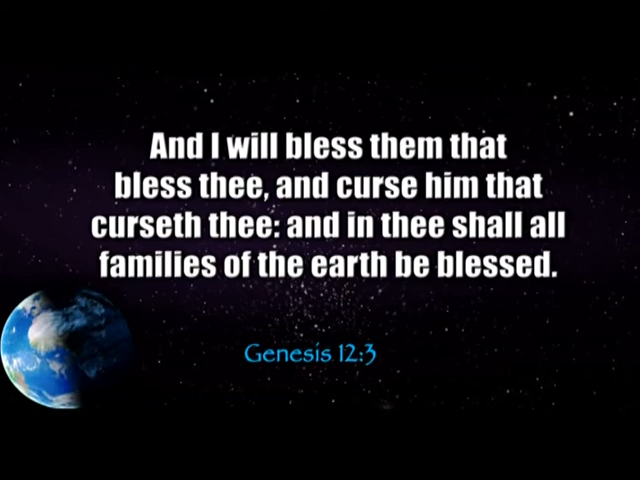 And I will bless them that
bless thee, and curse him that
curseth thee: and in thee shall all
families of the earth be blessed.
Genesis 12:3